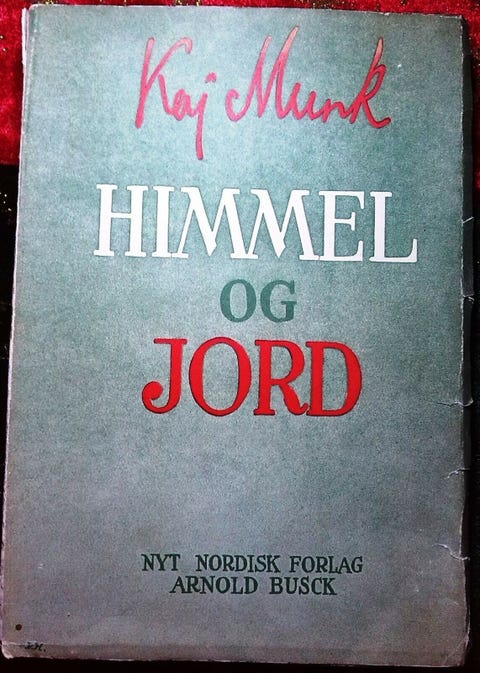 Kaj Munk
HIMMEL
OG
JORD
NYT NORDISK FORLAG
ARNOLD BUSCK